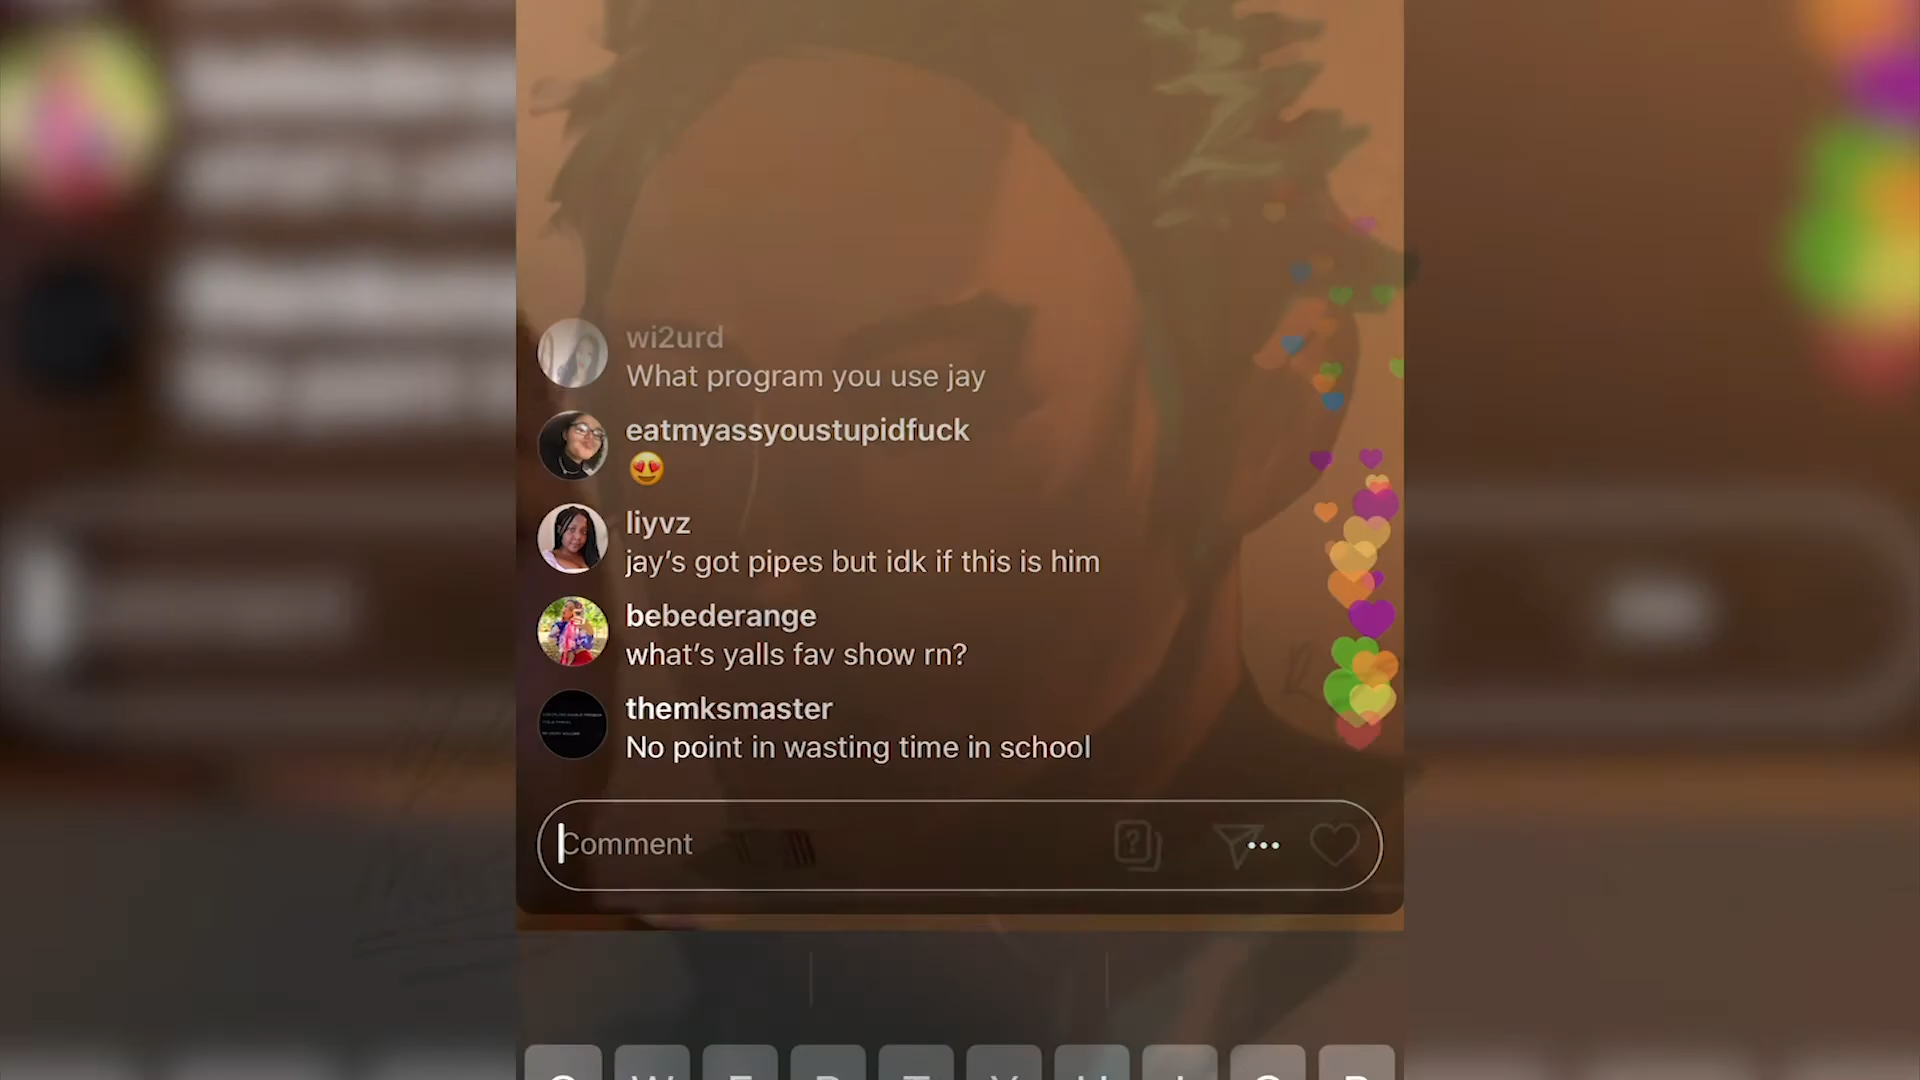 wi2urd
What program you use jay
eatmyassyoustupidfuck
😍
liyvz
jay’s got pipes but idk if this is him
bebederange
what’s yalls fav show rn?
themksmaster
No point in wasting time in school
Comment